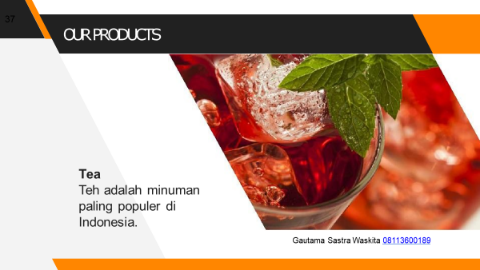 37
OUR PRODUCTS
Tea
Teh adalah minuman
paling populer di
Indonesia.
Gautama Sastra Waskita 08113600189